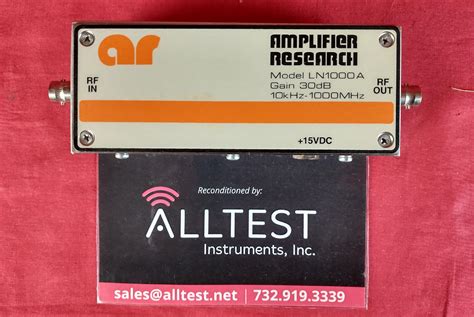 ar
AMPLIFIER
RESEARCH
Model LN1000A
Gain 30dB
10kHz-1000MHz
RF
IN
RF
OUT
+15VDC
Reconditioned by:
ALLTEST
Instruments, Inc.
sales@alltest.net | 732.919.3339